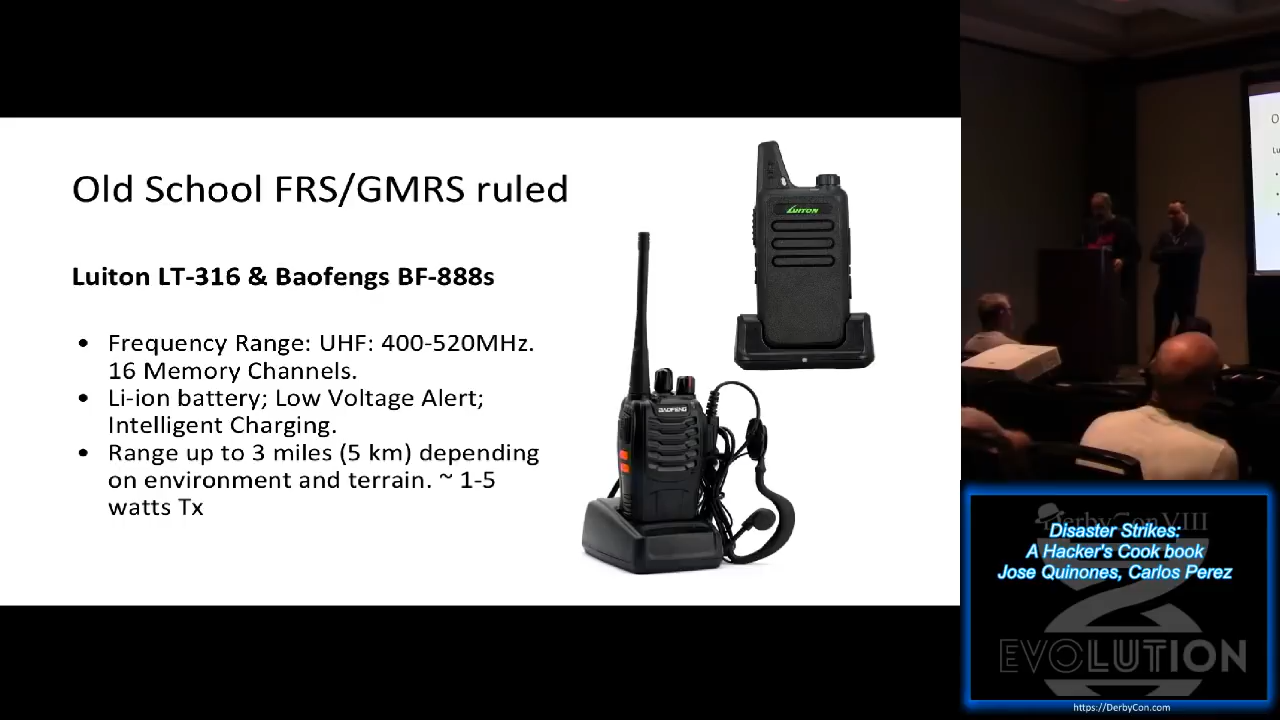 Old School FRS/GMRS ruled
Luiton LT-316 & Baofengs BF-888s
• Frequency Range: UHF: 400-520MHz.
16 Memory Channels.
• Li-ion battery; Low Voltage Alert;
Intelligent Charging.
• Range up to 3 miles (5 km) depending
on environment and terrain. ~ 1-5
watts Tx
LUITON
BAOFENG
O
Lu
DerbyCon VIII
Disaster Strikes:
A Hacker's Cook book
Jose Quinones, Carlos Perez
EVOLUTION
https://DerbyCon.com